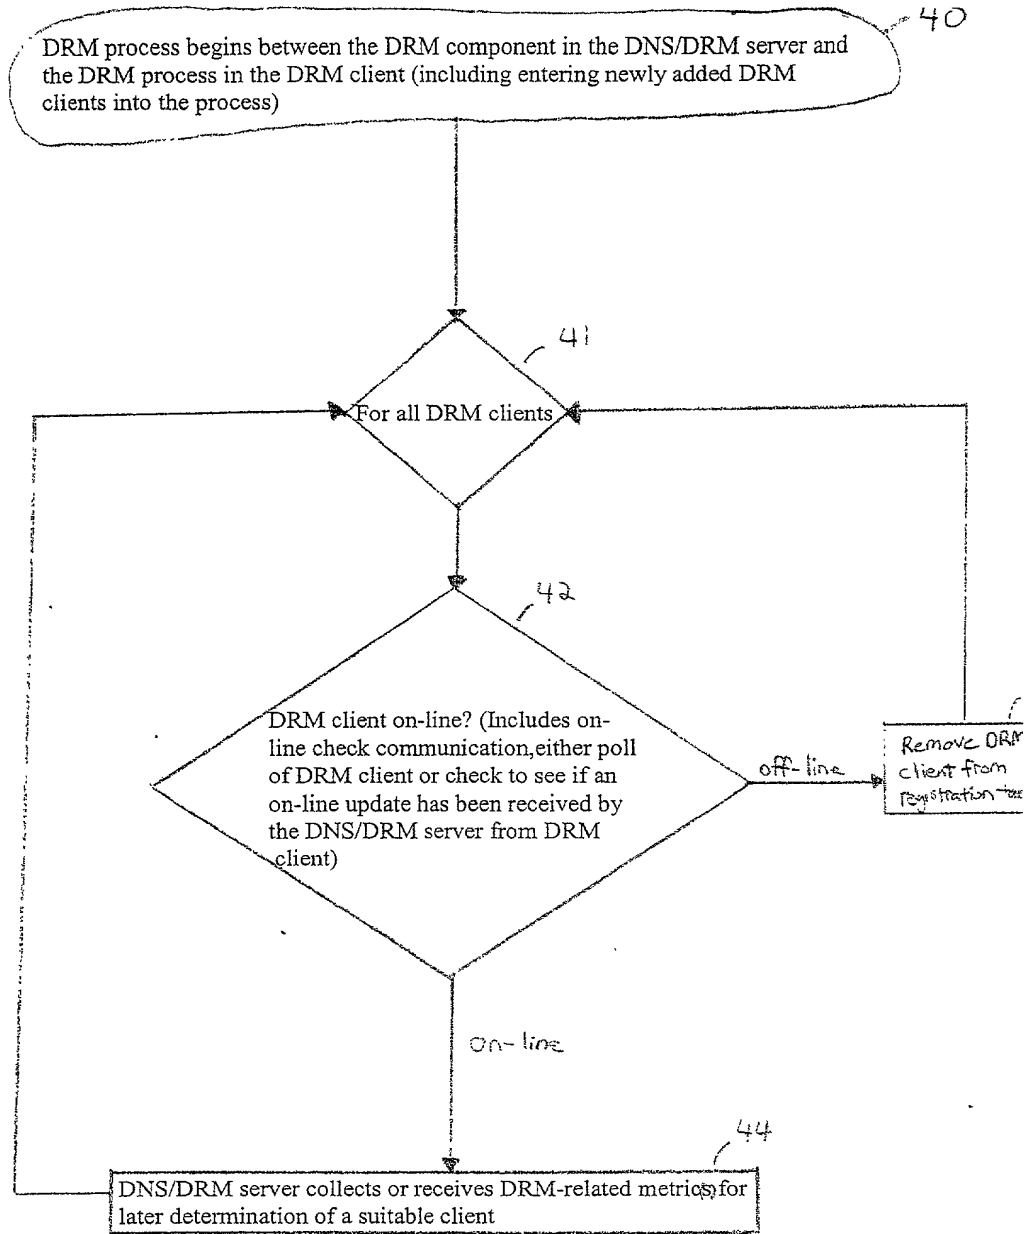 40
DRM process begins between the DRM component in the DNS/DRM server and
the DRM process in the DRM client (including entering newly added DRM
clients into the process)
41
For all DRM clients
42
DRM client on-line? (Includes on-
line check communication,either poll
of DRM client or check to see if an
on-line update has been received by
the DNS/DRM server from DRM
client)
off-line
Remove DRM
client from
registration
on-line
44
DNS/DRM server collects or receives DRM-related metrics for
later determination of a suitable client